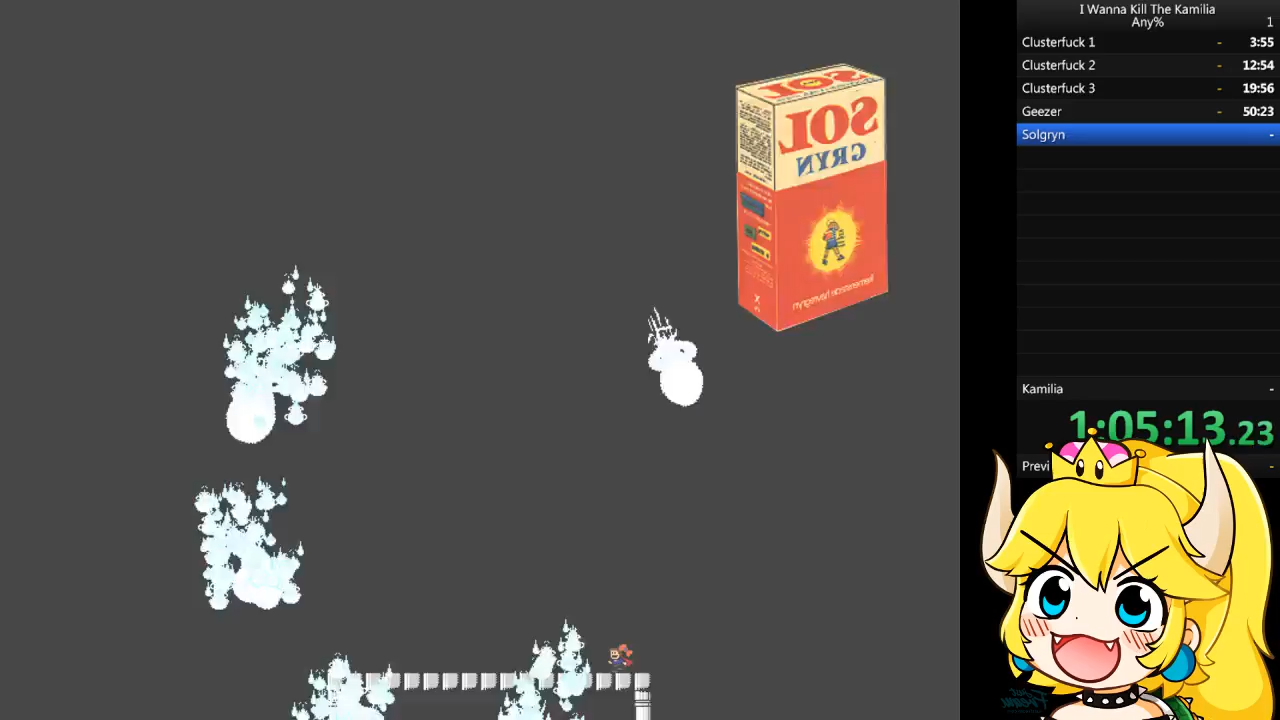 I Wanna Kill The Kamilia
Any% 1
Clusterfuck 1 - 3:55
Clusterfuck 2 - 12:54
Clusterfuck 3 - 19:56
Geezer - 50:23
Solgryn -
SOL
SOL
GRYN
Kamilia -
1:05:13.23
Previ -